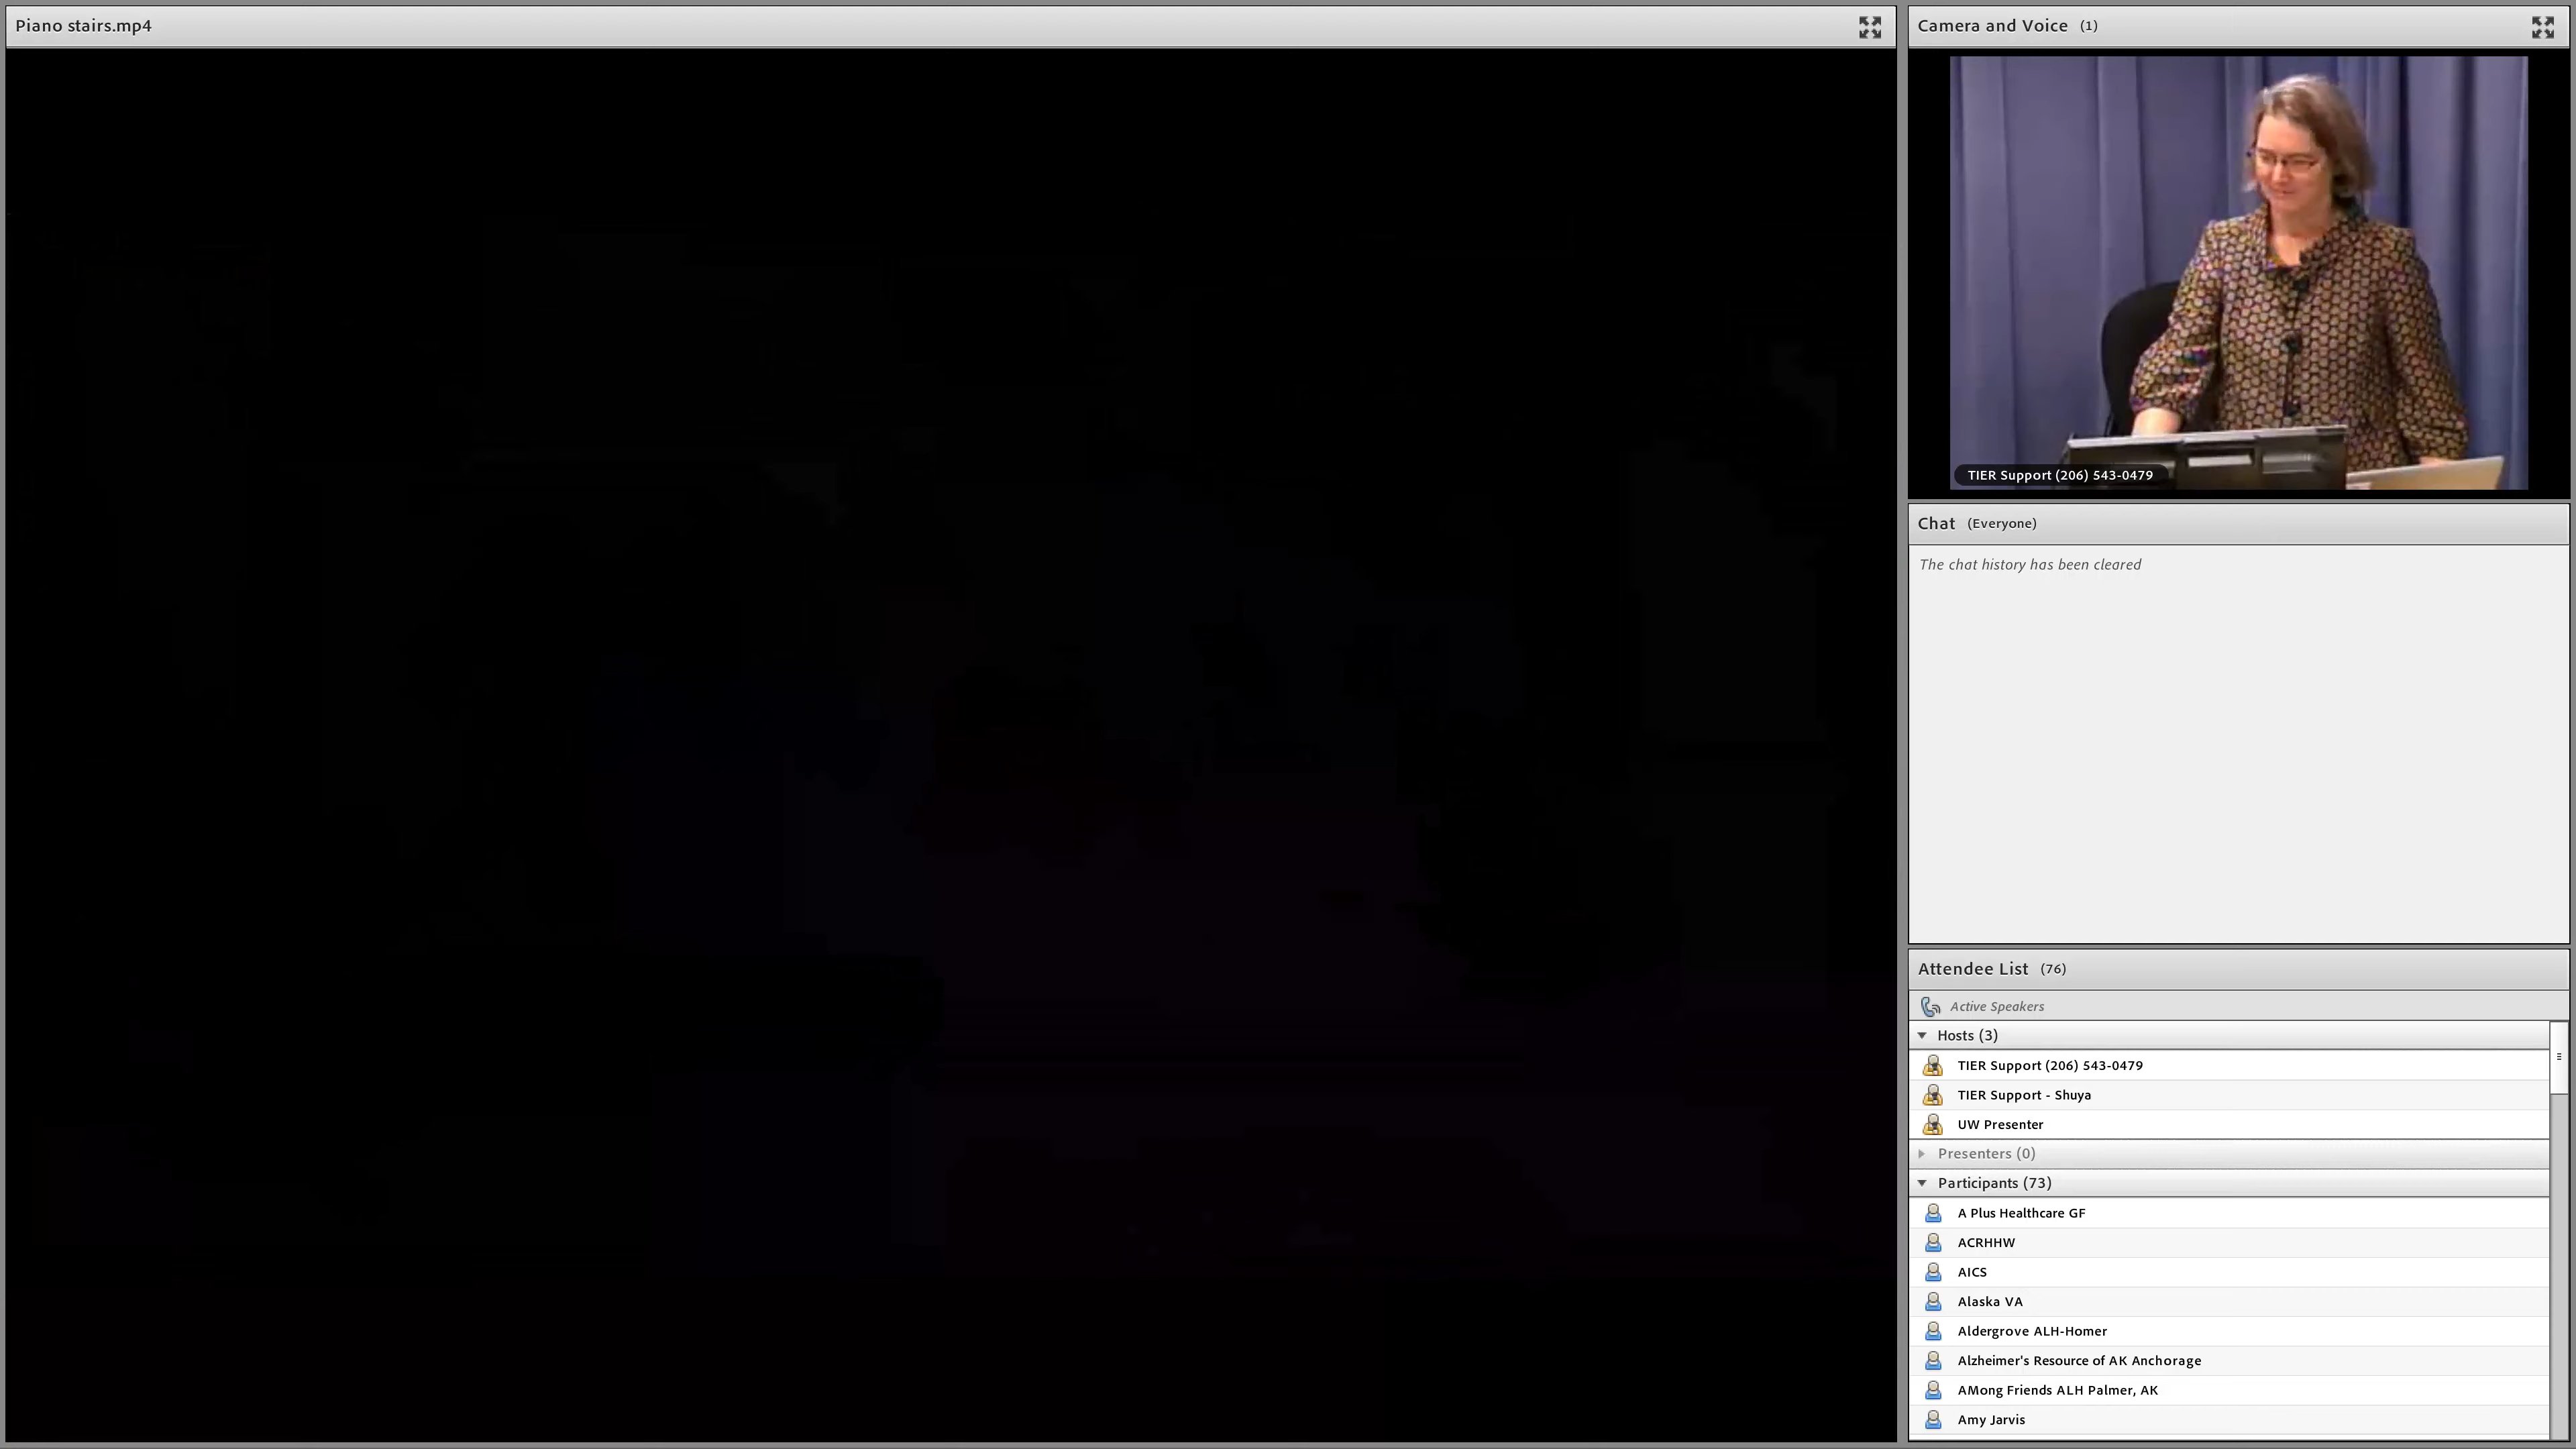 Piano stairs.mp4
Camera and Voice (1)
TIER Support (206) 543-0479
Chat (Everyone)
The chat history has been cleared
Attendee List (76)
Active Speakers
Hosts (3)
TIER Support (206) 543-0479
TIER Support - Shuya
UW Presenter
Presenters (0)
Participants (73)
A Plus Healthcare GF
ACRHHW
AICS
Alaska VA
Aldergrove ALH-Homer
Alzheimer's Resource of AK Anchorage
AMong Friends ALH Palmer, AK
Amy Jarvis